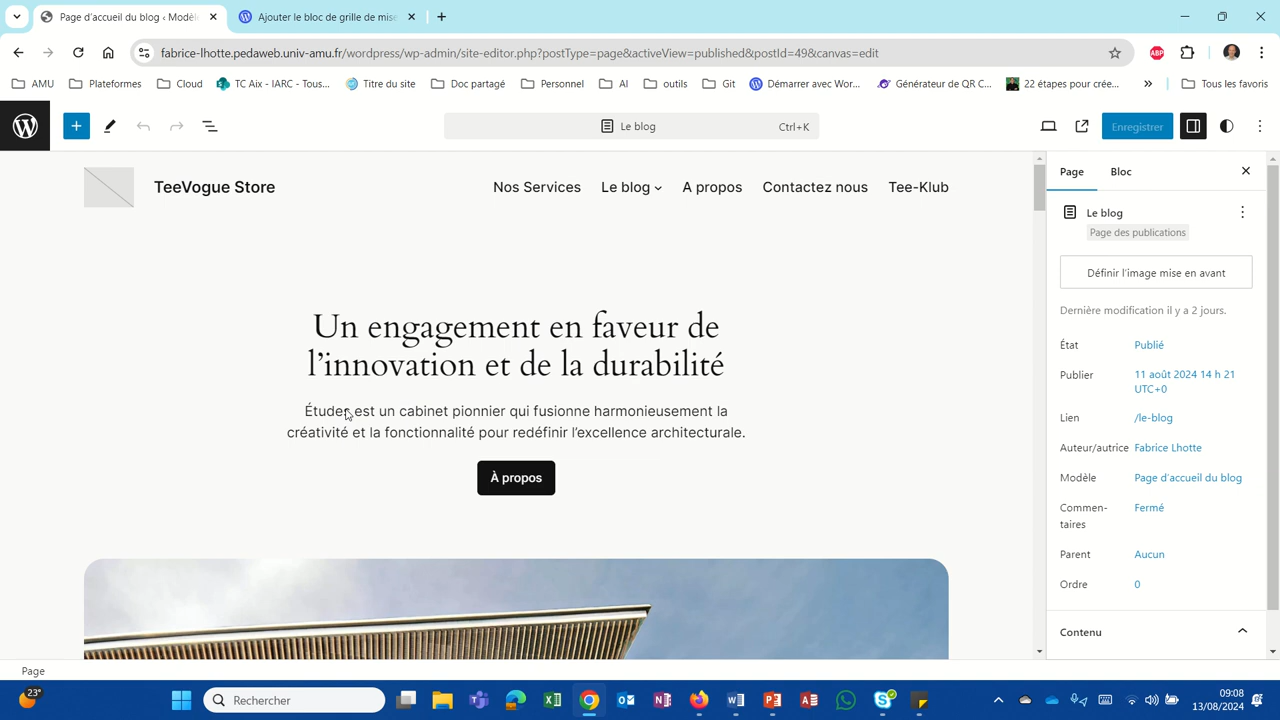 Page d'accueil du blog ‹ Modèl
Ajouter le bloc de grille de mise
fabrice-lhotte.pedaweb.univ-amu.fr/wordpress/wp-admin/site-editor.php?postType=page&activeView=published&postId=49&canvas=edit
ABP
AMU
Plateformes
Cloud
TC Aix - IARC - Tous...
Titre du site
Doc partagé
Personnel
AI
outils
Git
Démarrer avec Wor...
Générateur de QR C...
22 étapes pour crée...
»
Tous les favoris
Le blog
Ctrl+K
Enregistrer
TeeVogue Store
Nos Services
Le blog
A propos
Contactez nous
Tee-Klub
Un engagement en faveur de
l'innovation et de la durabilité
Études est un cabinet pionnier qui fusionne harmonieusement la
créativité et la fonctionnalité pour redéfinir l'excellence architecturale.
À propos
Page
Bloc
Le blog
Page des publications
Définir l'image mise en avant
Dernière modification il y a 2 jours.
État
Publié
Publier
11 août 2024 14 h 21
UTC+0
Lien
/le-blog
Auteur/autrice
Fabrice Lhotte
Modèle
Page d'accueil du blog
Commen-
taires
Fermé
Parent
Aucun
Ordre
0
Contenu
Page
23°
Rechercher
09:08
13/08/2024